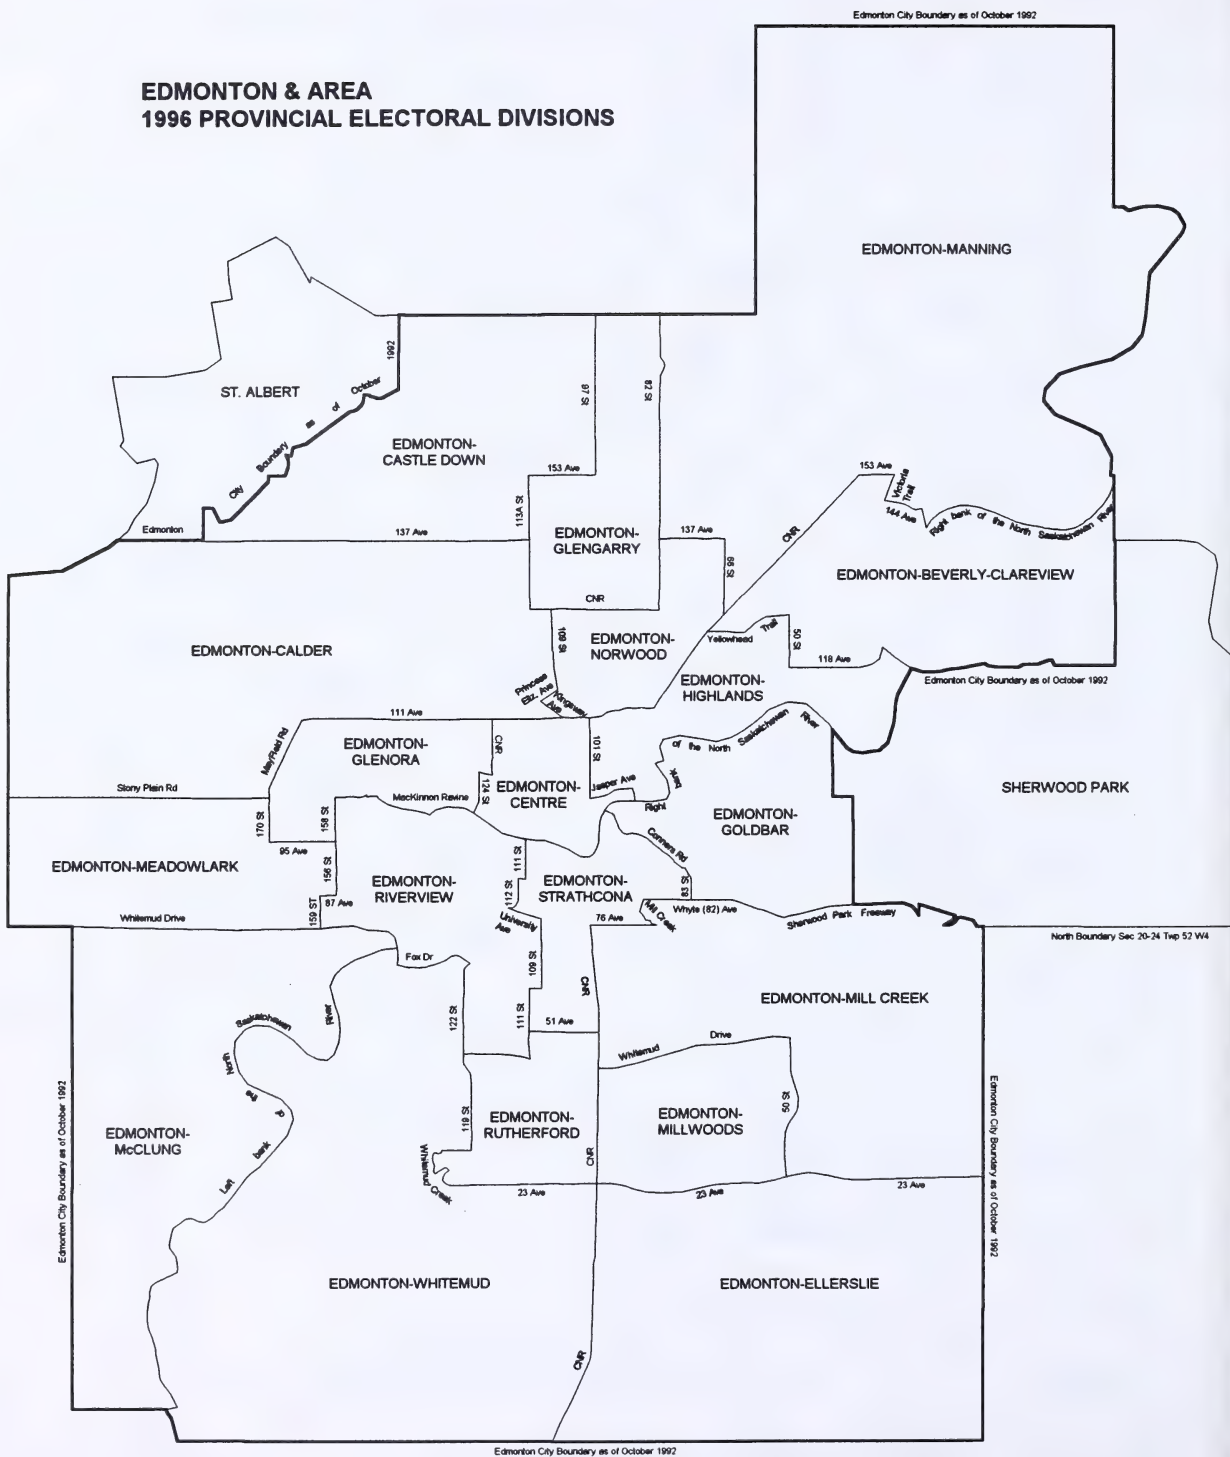 Edmonton City Boundary as of October 1992
EDMONTON & AREA
1996 PROVINCIAL ELECTORAL DIVISIONS
EDMONTON-MANNING
1992
ST. ALBERT
City Boundary as of October
97 St
82 St
EDMONTON-
CASTLE DOWN
153 Ave
153 Ave
Victoria
Trail
113A St
144 Ave
Right bank of the North Saskatchewan River
Edmonton
137 Ave
EDMONTON-
GLENGARRY
137 Ave
CNR
66 St
EDMONTON-BEVERLY-CLAREVIEW
CNR
109 St
EDMONTON-
NORWOOD
Yellowhead Trail
50 St
EDMONTON-CALDER
118 Ave
EDMONTON-
HIGHLANDS
Edmonton City Boundary as of October 1992
Princess
Eliz. Ave
Kingsway
Ave
111 Ave
Mayfield Rd
EDMONTON-
GLENORA
CNR
101 St
of the North Saskatchewan River
bank
Right
Stony Plain Rd
MacKinnon Ravine
124 St
EDMONTON-
CENTRE
Jasper Ave
SHERWOOD PARK
170 St
158 St
EDMONTON-
GOLDBAR
95 Ave
Conners Rd
EDMONTON-MEADOWLARK
156 St
111 St
EDMONTON-
RIVERVIEW
EDMONTON-
STRATHCONA
83 St
112 St
87 Ave
159 ST
Whitemud Drive
University
Ave
76 Ave
Mill Creek
Whyte (82) Ave
Sherwood Park Freeway
North Boundary Sec 20-24 Twp 52 W4
Fox Dr
109 St
CNR
EDMONTON-MILL CREEK
122 St
111 St
51 Ave
Whitemud Drive
Left bank of the North Saskatchewan River
50 St
Edmonton City Boundary as of October 1992
EDMONTON-
McCLUNG
119 St
EDMONTON-
RUTHERFORD
EDMONTON-
MILLWOODS
CNR
Whitemud Creek
23 Ave
23 Ave
23 Ave
Edmonton City Boundary as of October 1992
EDMONTON-WHITEMUD
EDMONTON-ELLERSLIE
CNR
Edmonton City Boundary as of October 1992